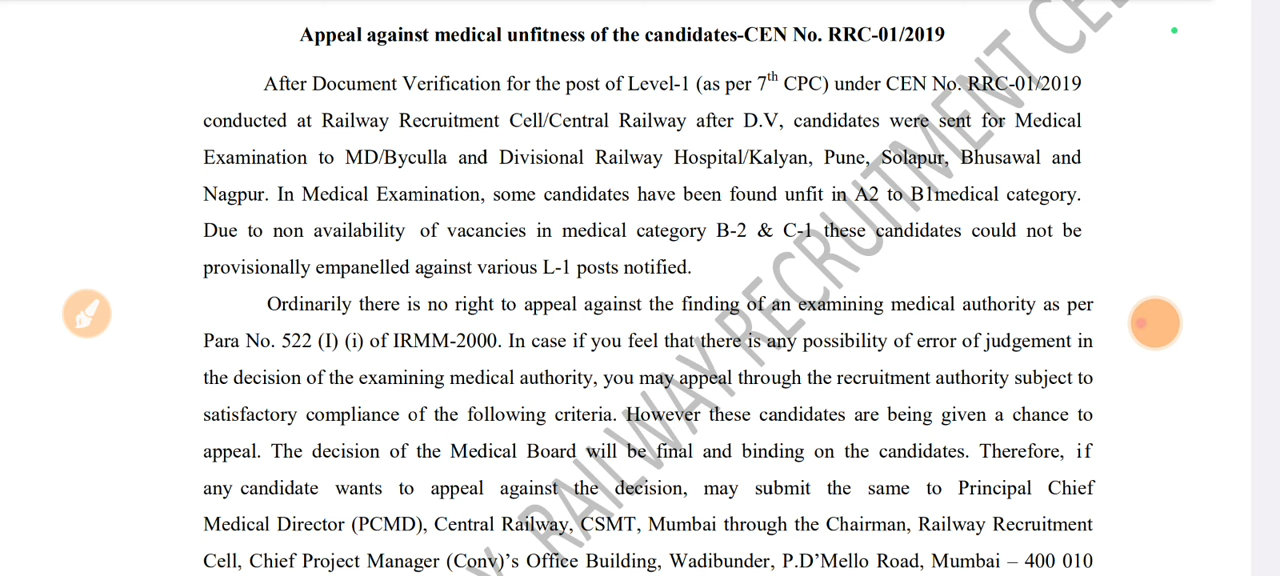 Appeal against medical unfitness of the candidates-CEN No. RRC-01/2019
After Document Verification for the post of Level-1 (as per 7th CPC) under CEN No. RRC-01/2019
conducted at Railway Recruitment Cell/Central Railway after D.V, candidates were sent for Medical
Examination to MD/Byculla and Divisional Railway Hospital/Kalyan, Pune, Solapur, Bhusawal and
Nagpur. In Medical Examination, some candidates have been found unfit in A2 to B1medical category.
Due to non availability of vacancies in medical category B-2 & C-1 these candidates could not be
provisionally empanelled against various L-1 posts notified.
Ordinarily there is no right to appeal against the finding of an examining medical authority as per
Para No. 522 (I) (i) of IRMM-2000. In case if you feel that there is any possibility of error of judgement in
the decision of the examining medical authority, you may appeal through the recruitment authority subject to
satisfactory compliance of the following criteria. However these candidates are being given a chance to
appeal. The decision of the Medical Board will be final and binding on the candidates. Therefore, if
any candidate wants to appeal against the decision, may submit the same to Principal Chief
Medical Director (PCMD), Central Railway, CSMT, Mumbai through the Chairman, Railway Recruitment
Cell, Chief Project Manager (Conv)'s Office Building, Wadibunder, P.D'Mello Road, Mumbai – 400 010
RAILWAY RECRUITMENT